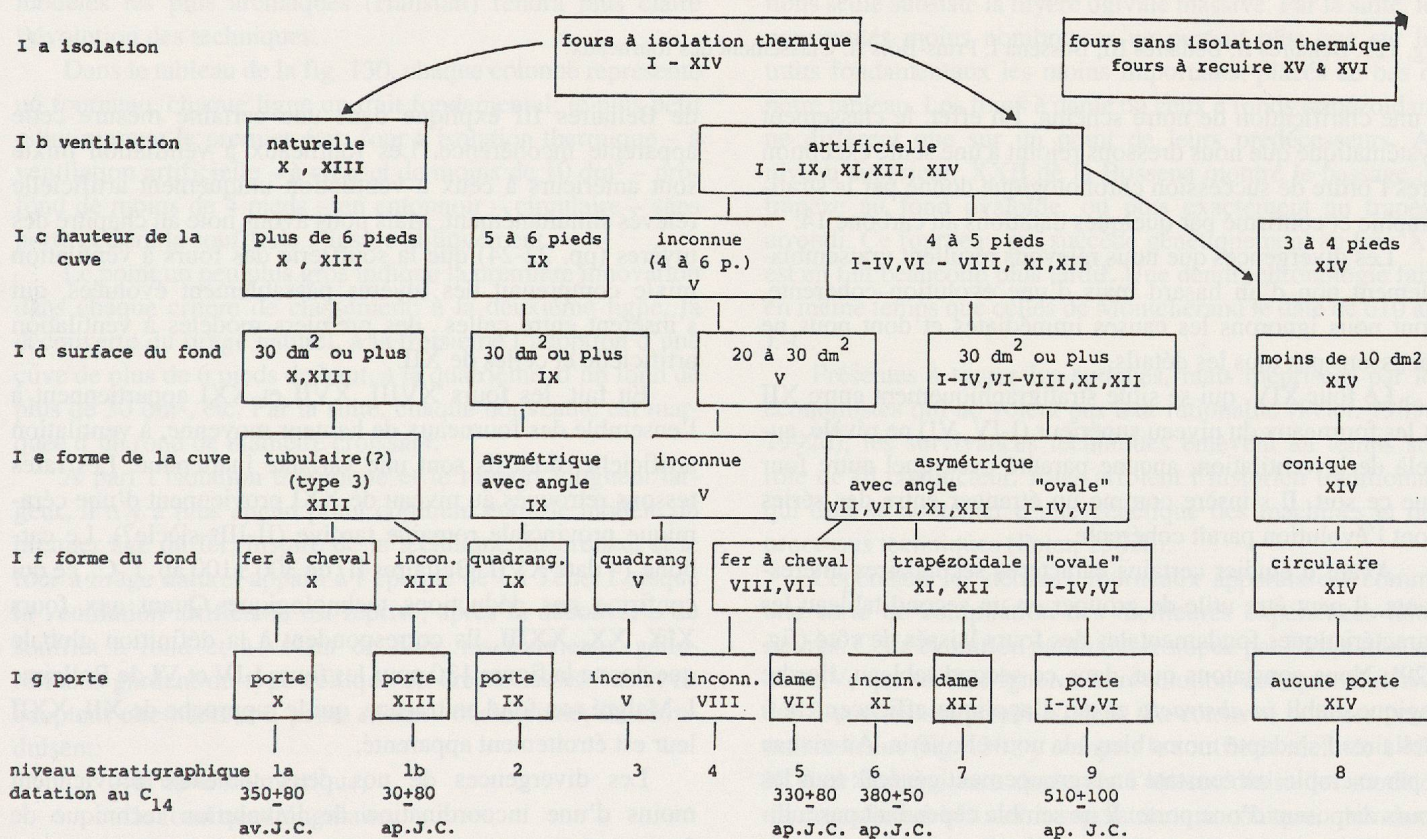 I a isolation
fours à isolation thermique
I - XIV
fours sans isolation thermique
fours à recuire XV à XVI
I b ventilation
naturelle
X , XIII
artificielle
I - IX, XI,XII, XIV
I c hauteur de la cuve
plus de 6 pieds
X, XIII
5 à 6 pieds
IX
inconnue
(4 à 6 P.)
V
4 à 5 pieds
I-IV,VI - VIII, XI,XII
3 à 4 pieds
XIV
I d surface du fond
30 dm2 ou plus
X,XIII
30 dm2 ou plus
IX
20 à 30 dm2
V
30 dm2 ou plus
I-IV,VI-VIII,XI,XII
moins de 10 dm2
XIV
I e forme de la cuve
tubulaire(?)
(type 3)
XIII
asymétrique
avec angle
IX
inconnue
V
asymétrique
avec angle "ovale"
VII,VIII,XI,XII I-IV,VI
conique
XIV
I f forme du fond
fer à chev.
X
inconn.
XIII
quadrang.
IX
quadrang.
V
fer à cheval
VIII,VII
trapézoïdale
XI, XII
"ovale"
I-IV,VI
circulaire
XIV
I g porte
porte
X
porte
XIII
porte
IX
inconn.
V
inconn.
VIII
dame
VII
inconn.
XI
dame
XII
porte
I-IV,VI
aucune porte
XIV
niveau stratigraphique 1a 1b 2 3 4 5 6 7 9 8
datation au C14 350±80 30±80 330±80 680±50 510±100
av.J.C. ap.J.C. ap.J.C. ap.J.C. ap. J.C.